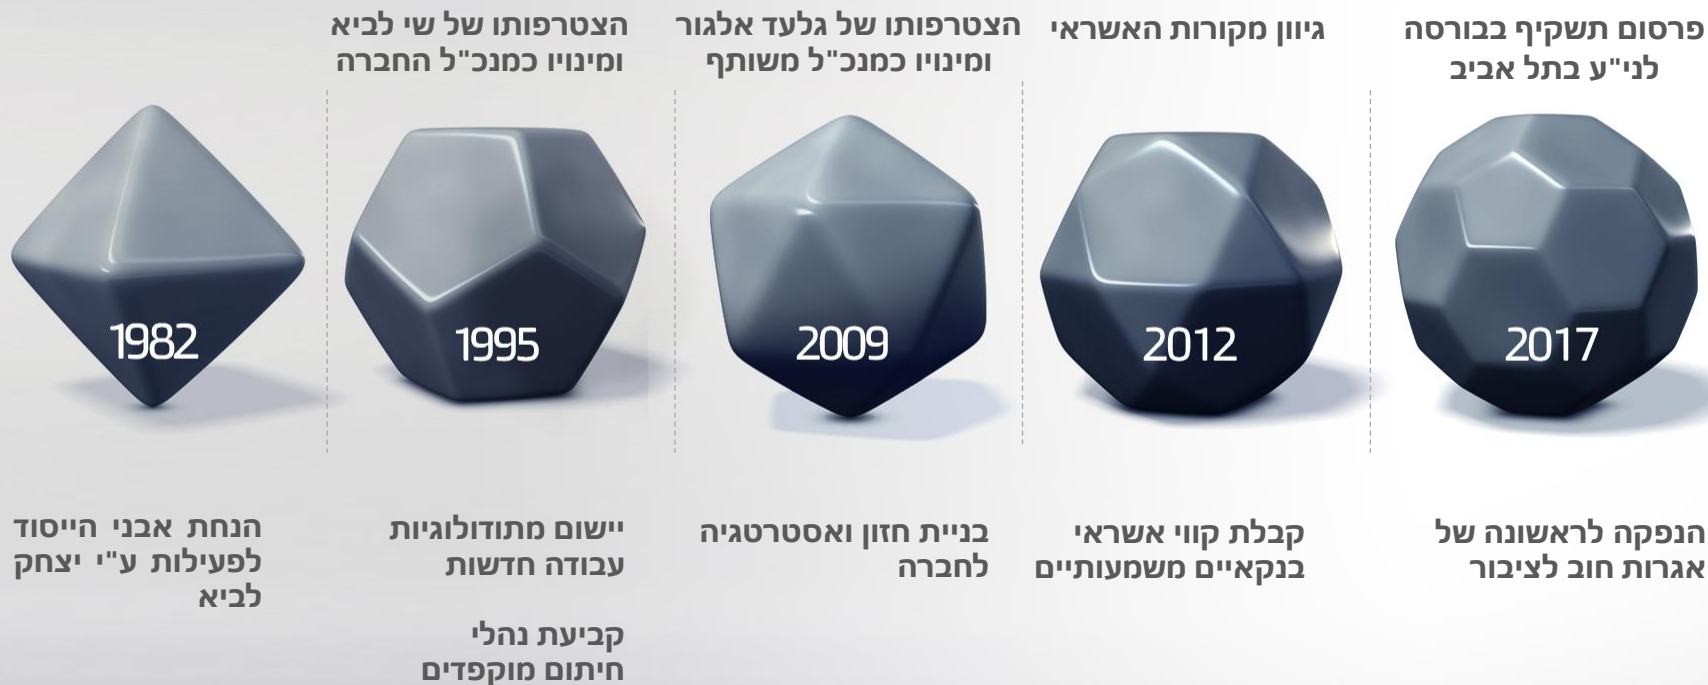 הצטרפותו של שי לביא
ומינויו כמנכ"ל החברה
הצטרפותו של גלעד אלגור
ומינויו כמנכ"ל משותף
גיוון מקורות האשראי
פרסום תשקיף בבורסה
לני"ע בתל אביב
1982
1995
2009
2012
2017
הנחת אבני הייסוד
לפעילות ע"י יצחק
לביא
יישום מתודולוגיות
עבודה חדשות
קביעת נהלי
חיתום מוקפדים
בניית חזון ואסטרטגיה
לחברה
קבלת קווי אשראי
בנקאיים משמעותיים
הנפקה לראשונה של
אגרות חוב לציבור